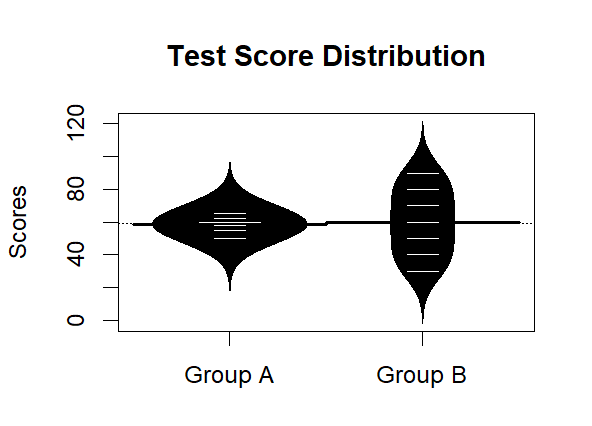 Test Score Distribution
Scores
120
80
40
0
Group A
Group B